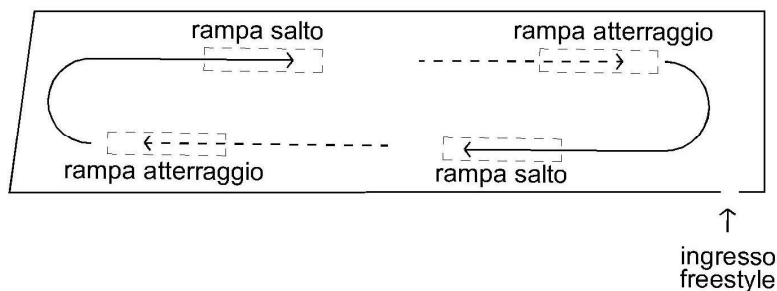 rampa salto
rampa atterraggio
rampa atterraggio
rampa salto
ingresso
freestyle